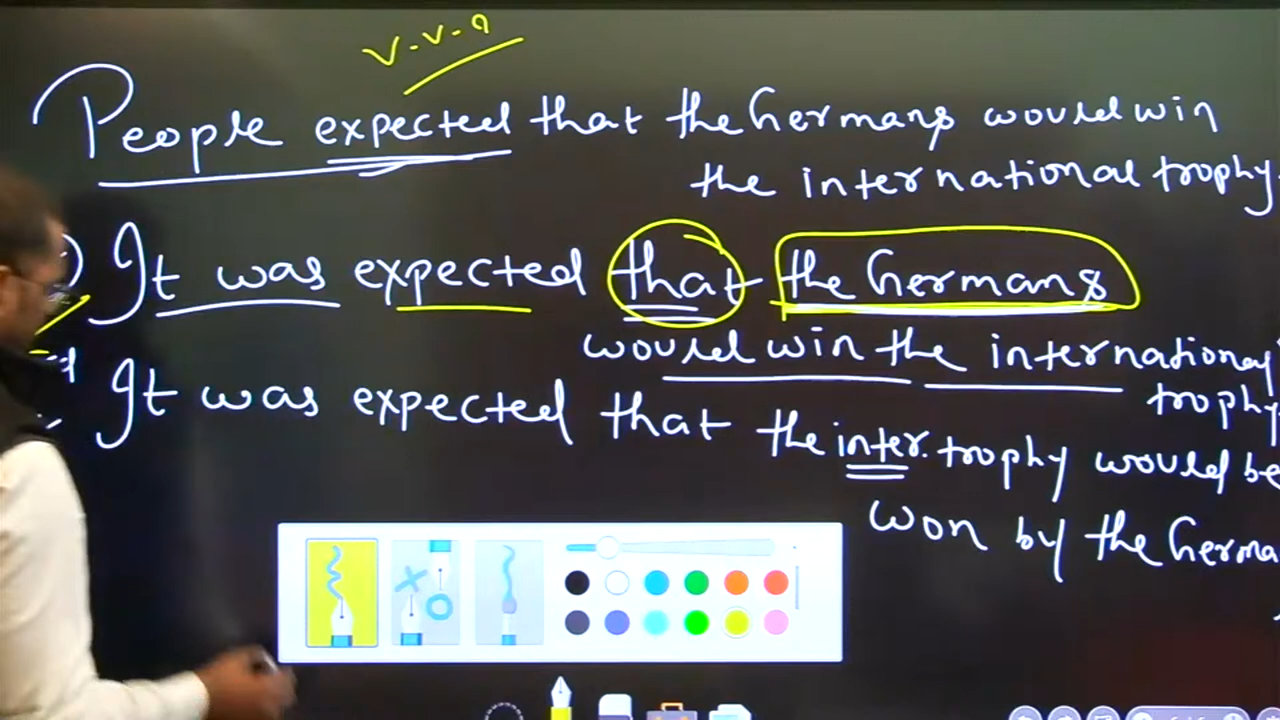 V.V.I
People expected that the Germans would win
the international trophy.
It was expected that the Germans
would win the international
trophy
It was expected that the inter. trophy would be
won by the Germa